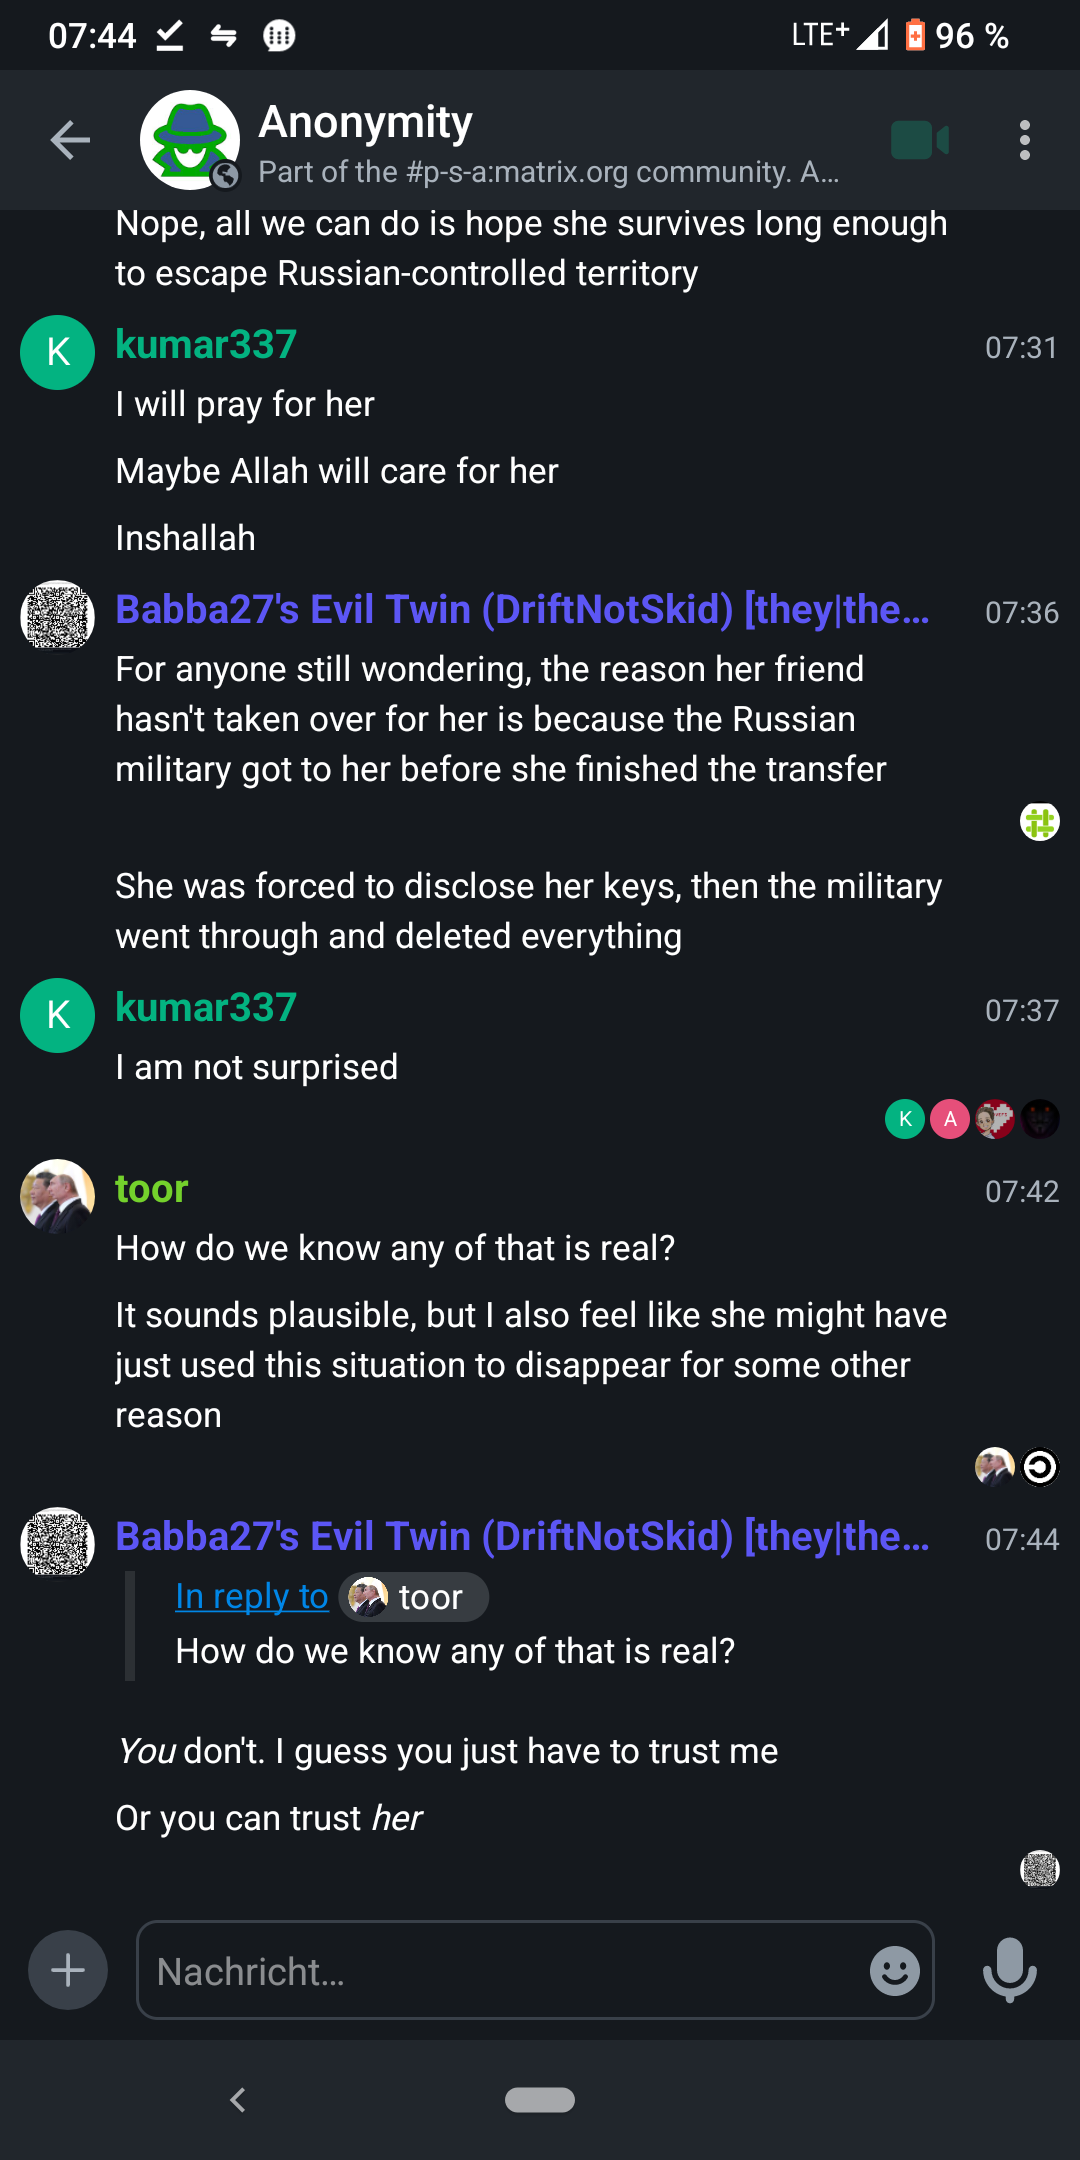 07:44
LTE+
96 %
Anonymity
Part of the #p-s-a:matrix.org community. A...
Nope, all we can do is hope she survives long enough
to escape Russian-controlled territory
K
kumar337
07:31
I will pray for her
Maybe Allah will care for her
Inshallah
Babba27's Evil Twin (DriftNotSkid) [they|the...
07:36
For anyone still wondering, the reason her friend
hasn't taken over for her is because the Russian
military got to her before she finished the transfer
She was forced to disclose her keys, then the military
went through and deleted everything
K
kumar337
07:37
I am not surprised
K
A
toor
07:42
How do we know any of that is real?
It sounds plausible, but I also feel like she might have
just used this situation to disappear for some other
reason
Babba27's Evil Twin (DriftNotSkid) [they|the...
07:44
In reply to toor
How do we know any of that is real?
You don't. I guess you just have to trust me
Or you can trust her
Nachricht...